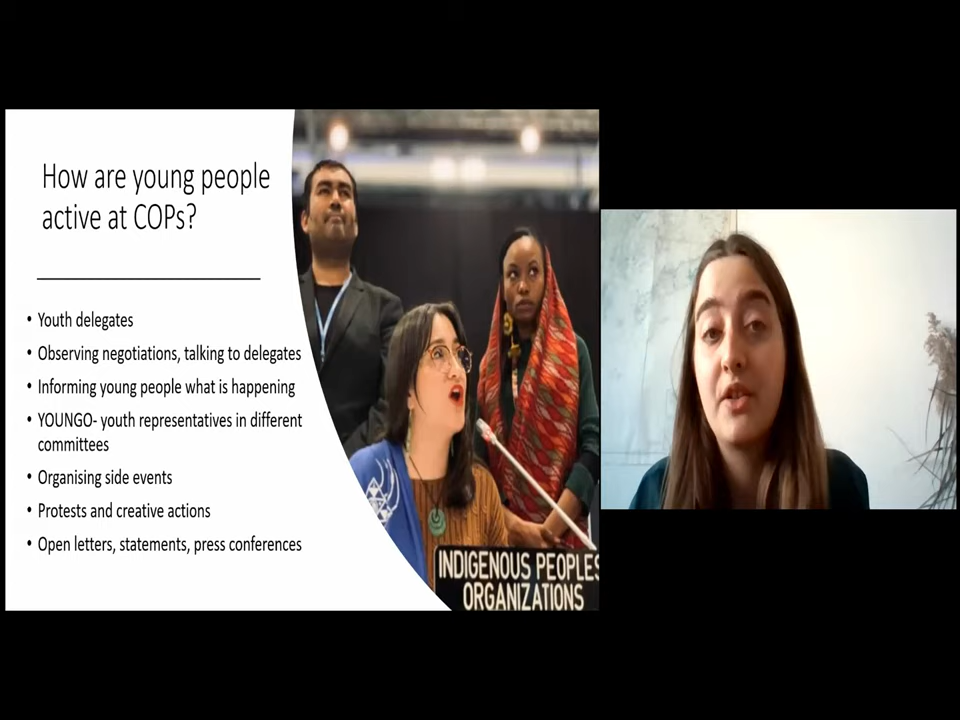 How are young people
active at COPs?
• Youth delegates
• Observing negotiations, talking to delegates
• Informing young people what is happening
• YOUNGO- youth representatives in different
committees
• Organising side events
• Protests and creative actions
• Open letters, statements, press conferences
INDIGENOUS PEOPLES
ORGANIZATIONS